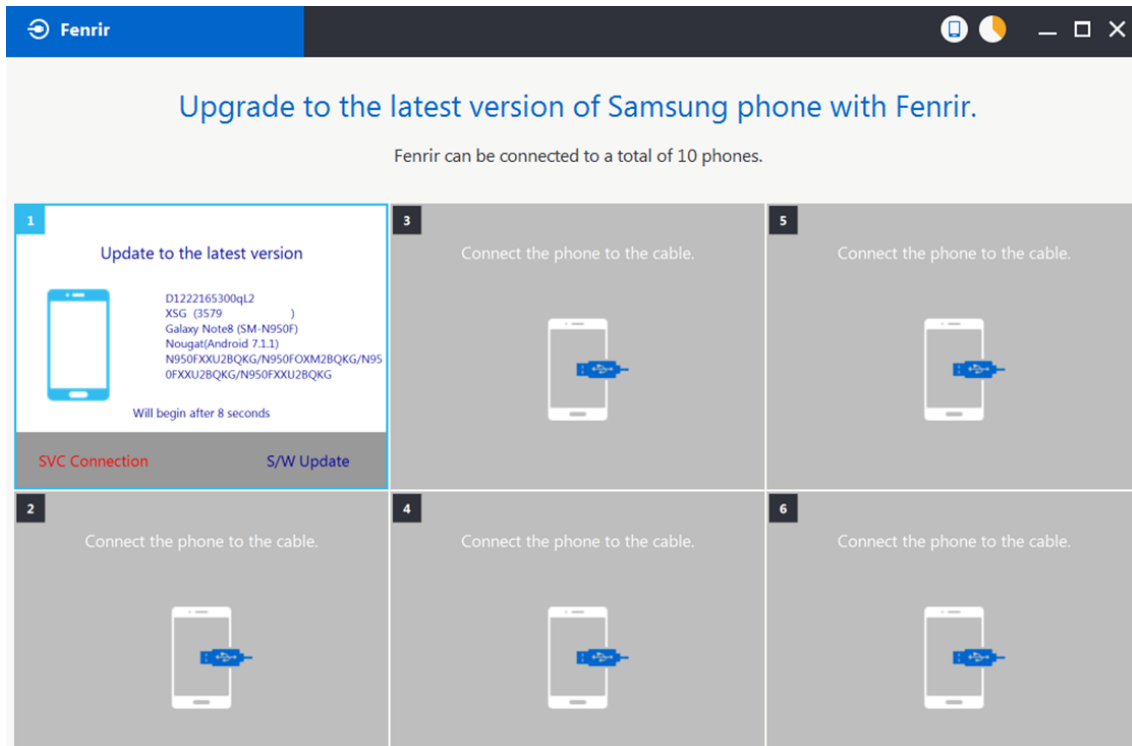 Fenrir
Upgrade to the latest version of Samsung phone with Fenrir.
Fenrir can be connected to a total of 10 phones.
1
Update to the latest version
D1222165300qL2
XSG (3579 )
Galaxy Note8 (SM-N950F)
Nougat(Android 7.1.1)
N950FXXU2BQKG/N950FOXM2BQKG/N95
0FXXU2BQKG/N950FXXU2BQKG
Will begin after 8 seconds
SVC Connection
S/W Update
2
Connect the phone to the cable.
3
Connect the phone to the cable.
4
Connect the phone to the cable.
5
Connect the phone to the cable.
6
Connect the phone to the cable.